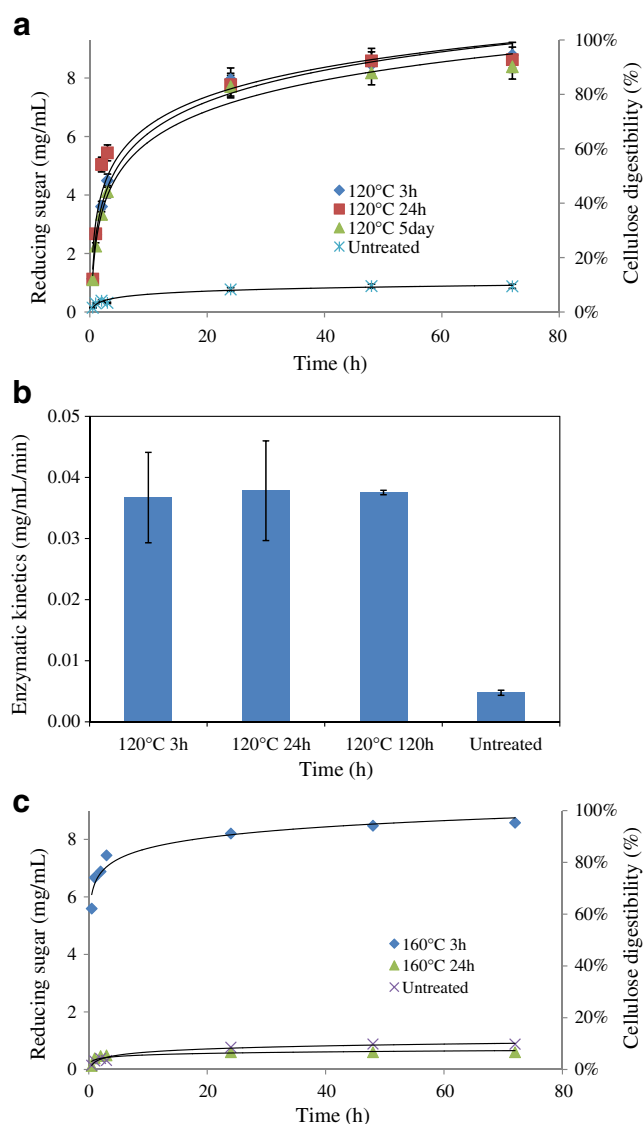 a
Reducing sugar (mg/mL)
8
6
4
2
0
100%
80%
60%
40%
20%
0%
Cellulose digestibility (%)
120°C 3h
120°C 24h
120°C 5day
Untreated
0 20 40 60 80
Time (h)
b
Enzymatic kinetics (mg/mL/min)
0.05
0.04
0.03
0.01
0.01
0.00
120°C 3h 120°C 24h 120°C 120h Untreated
Time (h)
c
Reducing sugar (mg/mL)
8
6
4
2
0
100%
80%
60%
40%
20%
0%
Cellulose digestibility (%)
160°C 3h
160°C 24h
Untreated
0 20 40 60 80
Time (h)